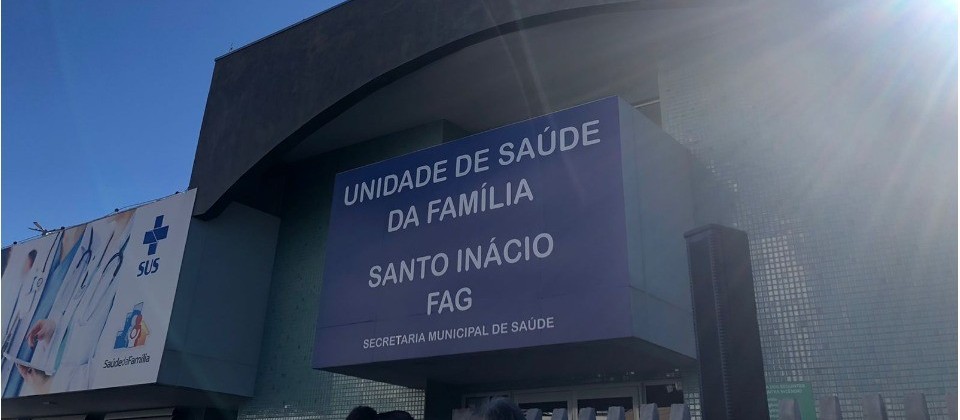 UNIDADE DE SAÚDE
DA FAMÍLIA
SANTO INÁCIO
FAG
SECRETARIA MUNICIPAL DE SAÚDE
SUS
SaúdedaFamília